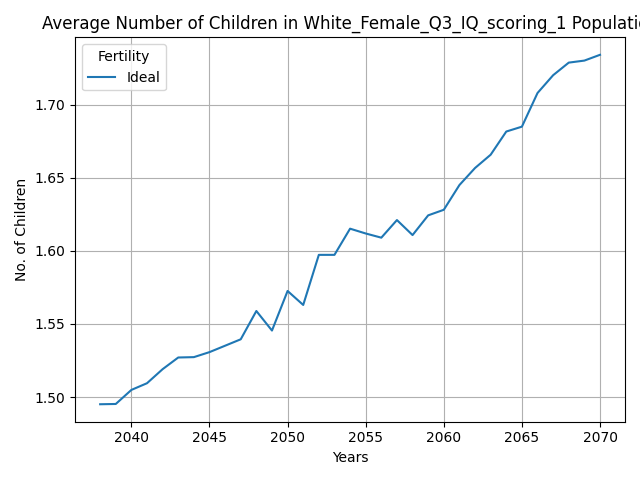 Average Number of Children in White_Female_Q3_IQ_scoring_1 Populatio
Fertility
Ideal
No. of Children
1.70
1.65
1.60
1.55
1.50
2040 2045 2050 2055 2060 2065 2070
Years